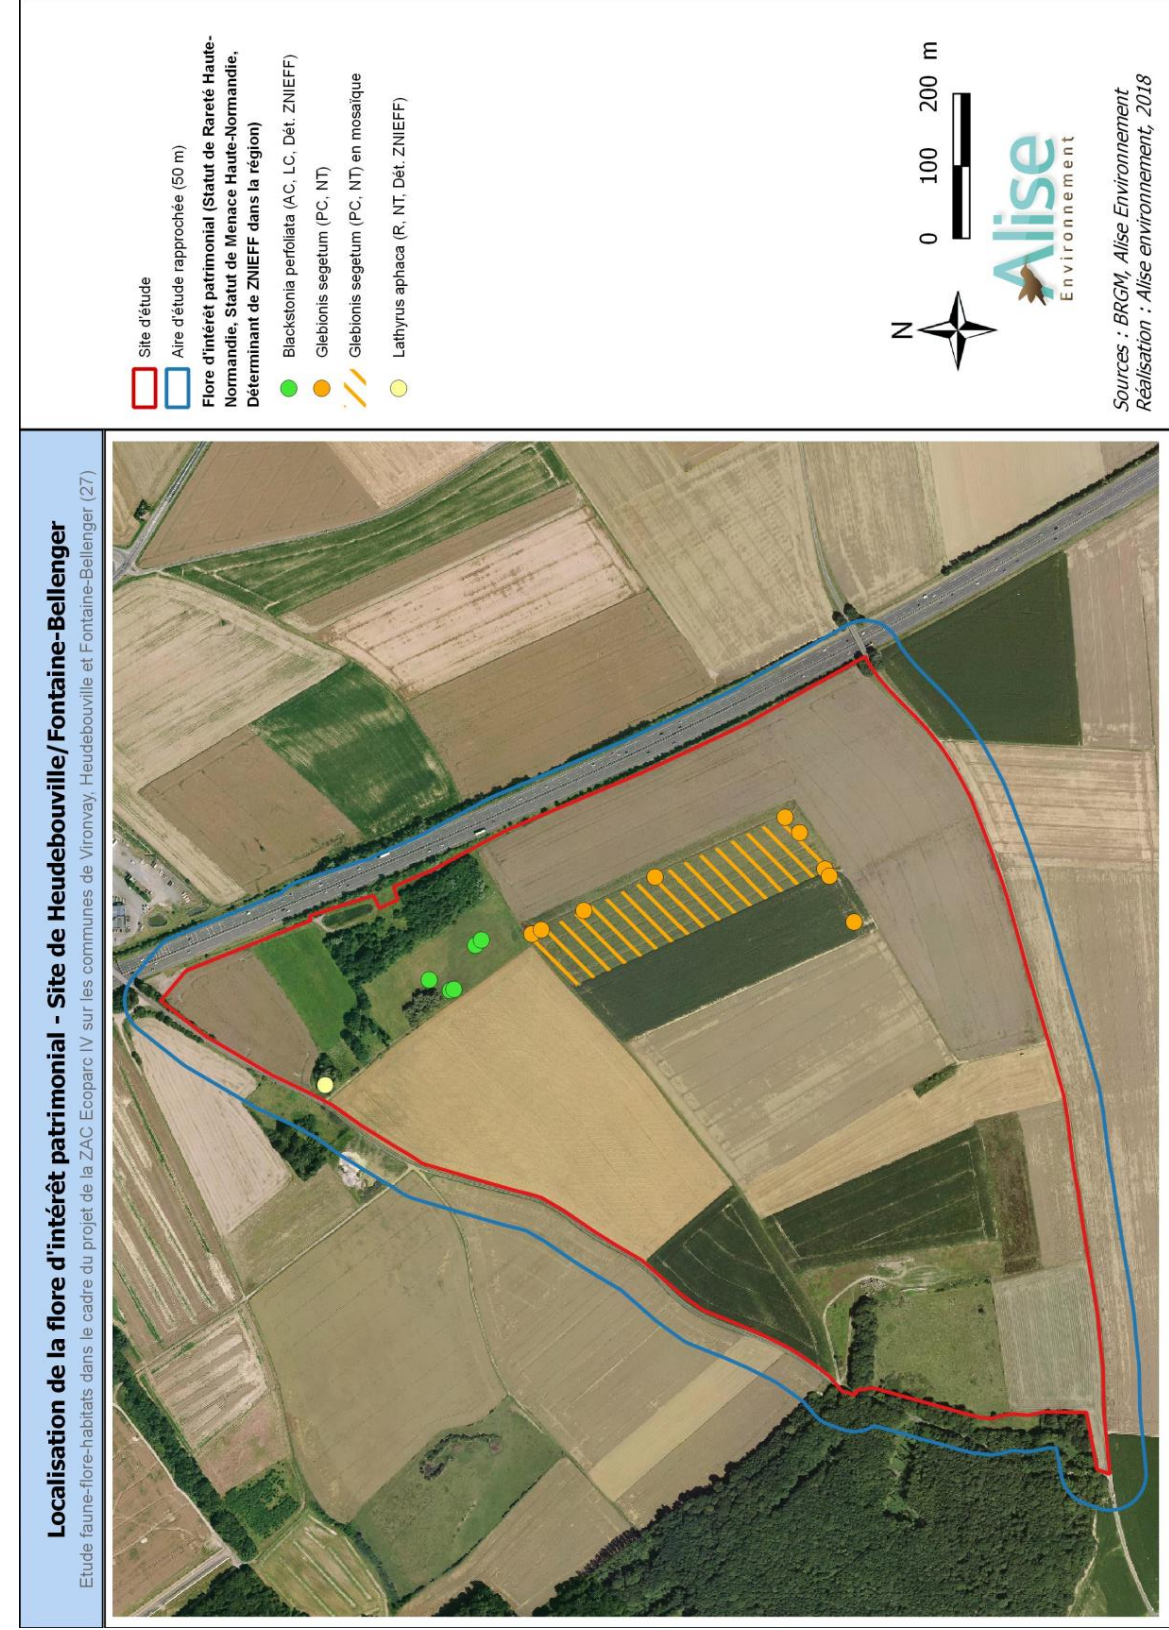 Localisation de la flore d'intérêt patrimonial - Site de Heudebouville/Fontaine-Bellenger
Etude faune-flore-habitats dans le cadre du projet de la ZAC Ecoparc IV sur les communes de Vironvay, Heudebouville et Fontaine-Bellenger (27)
Site d'étude
Aire d'étude rapprochée (50 m)
Flore d'intérêt patrimonial (Statut de Rareté Haute-
Normandie, Statut de Menace Haute-Normandie,
Déterminant de ZNIEFF dans la région)
Blackstonia perfoliata (AC, LC, Dét. ZNIEFF)
Glebionis segetum (PC, NT)
Glebionis segetum (PC, NT) en mosaïque
Lathyrus aphaca (R, NT, Dét. ZNIEFF)
N
0 100 200 m
Alise
Environnement
Sources : BRGM, Alise Environnement
Réalisation : Alise environnement, 2018